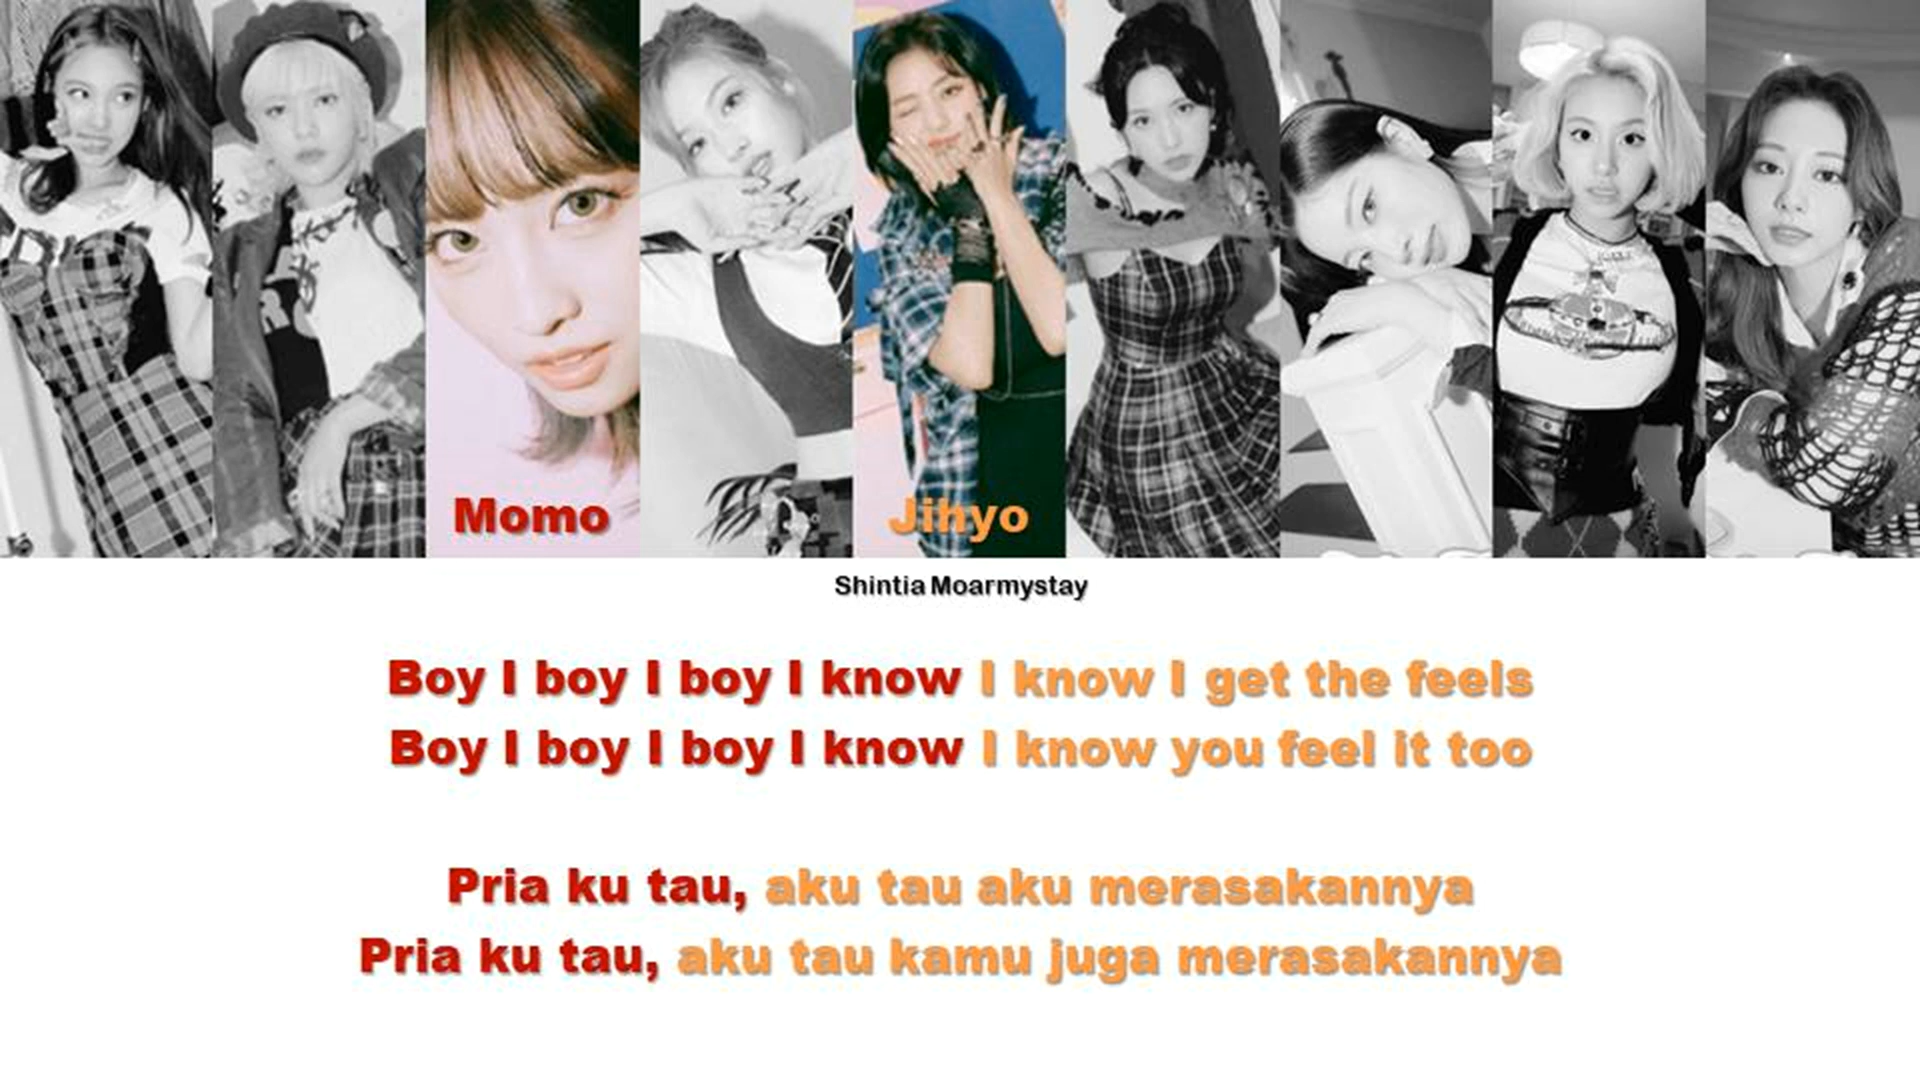 Momo
Jihyo
Shintia Moarmystay
Boy I boy I boy I know I know I get the feels
Boy I boy I boy I know I know you feel it too
Pria ku tau, aku tau aku merasakannya
Pria ku tau, aku tau kamu juga merasakannya